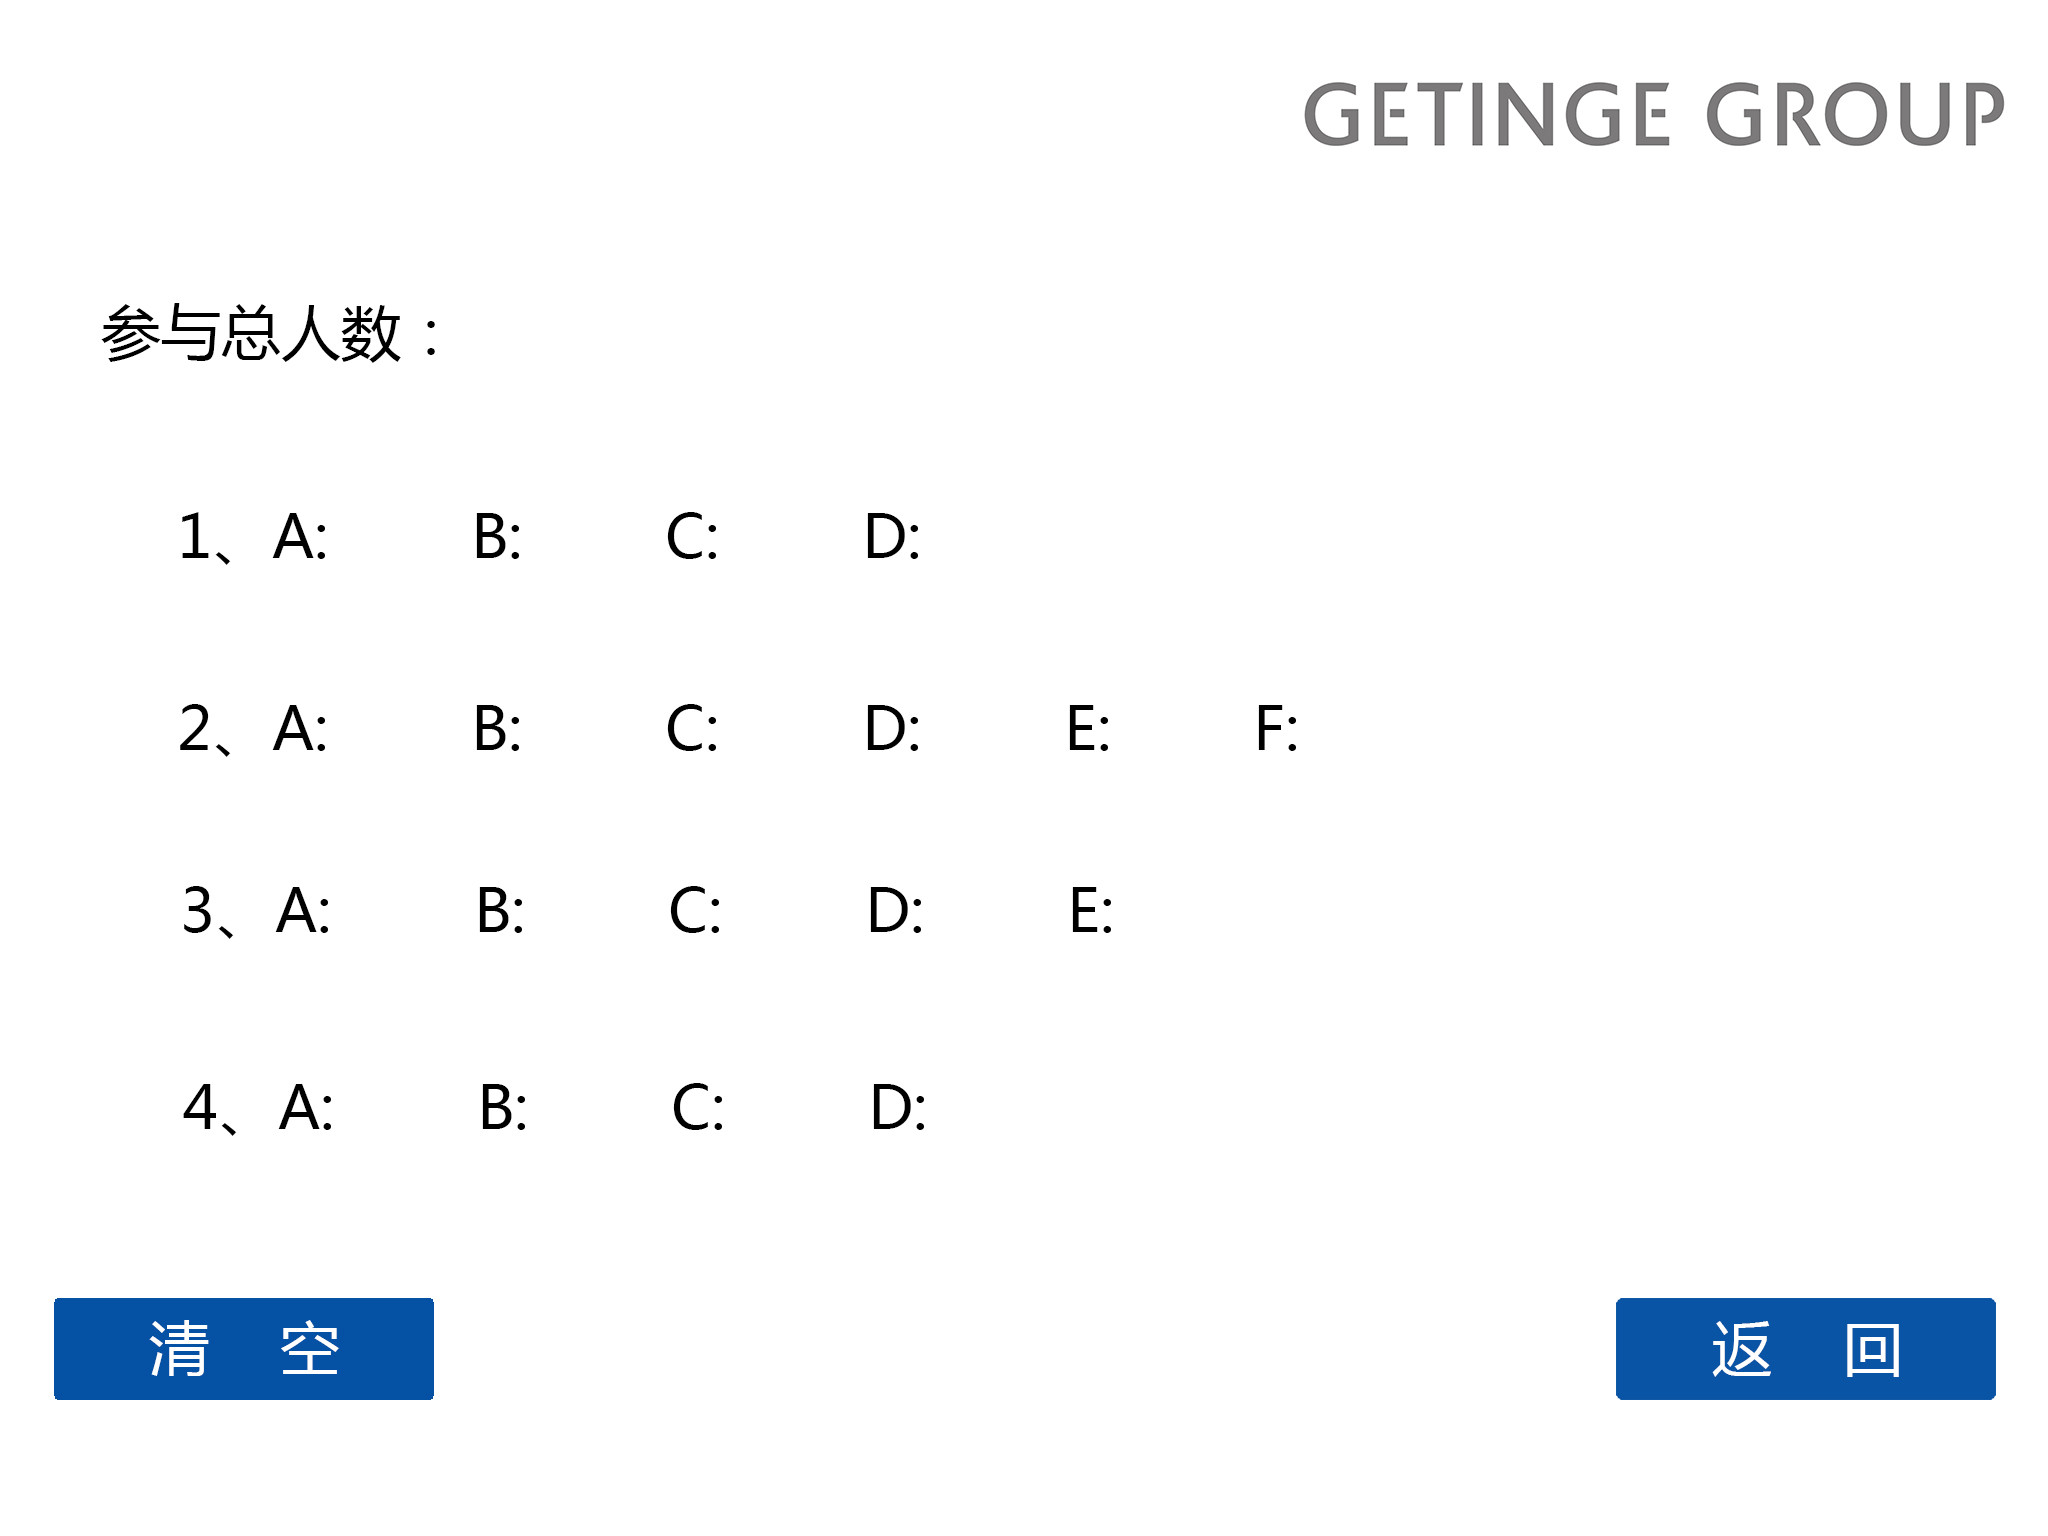 GETINGE GROUP
参与总人数：
1、A: B: C: D:
2、A: B: C: D: E: F:
3、A: B: C: D: E:
4、A: B: C: D:
清 空
返 回